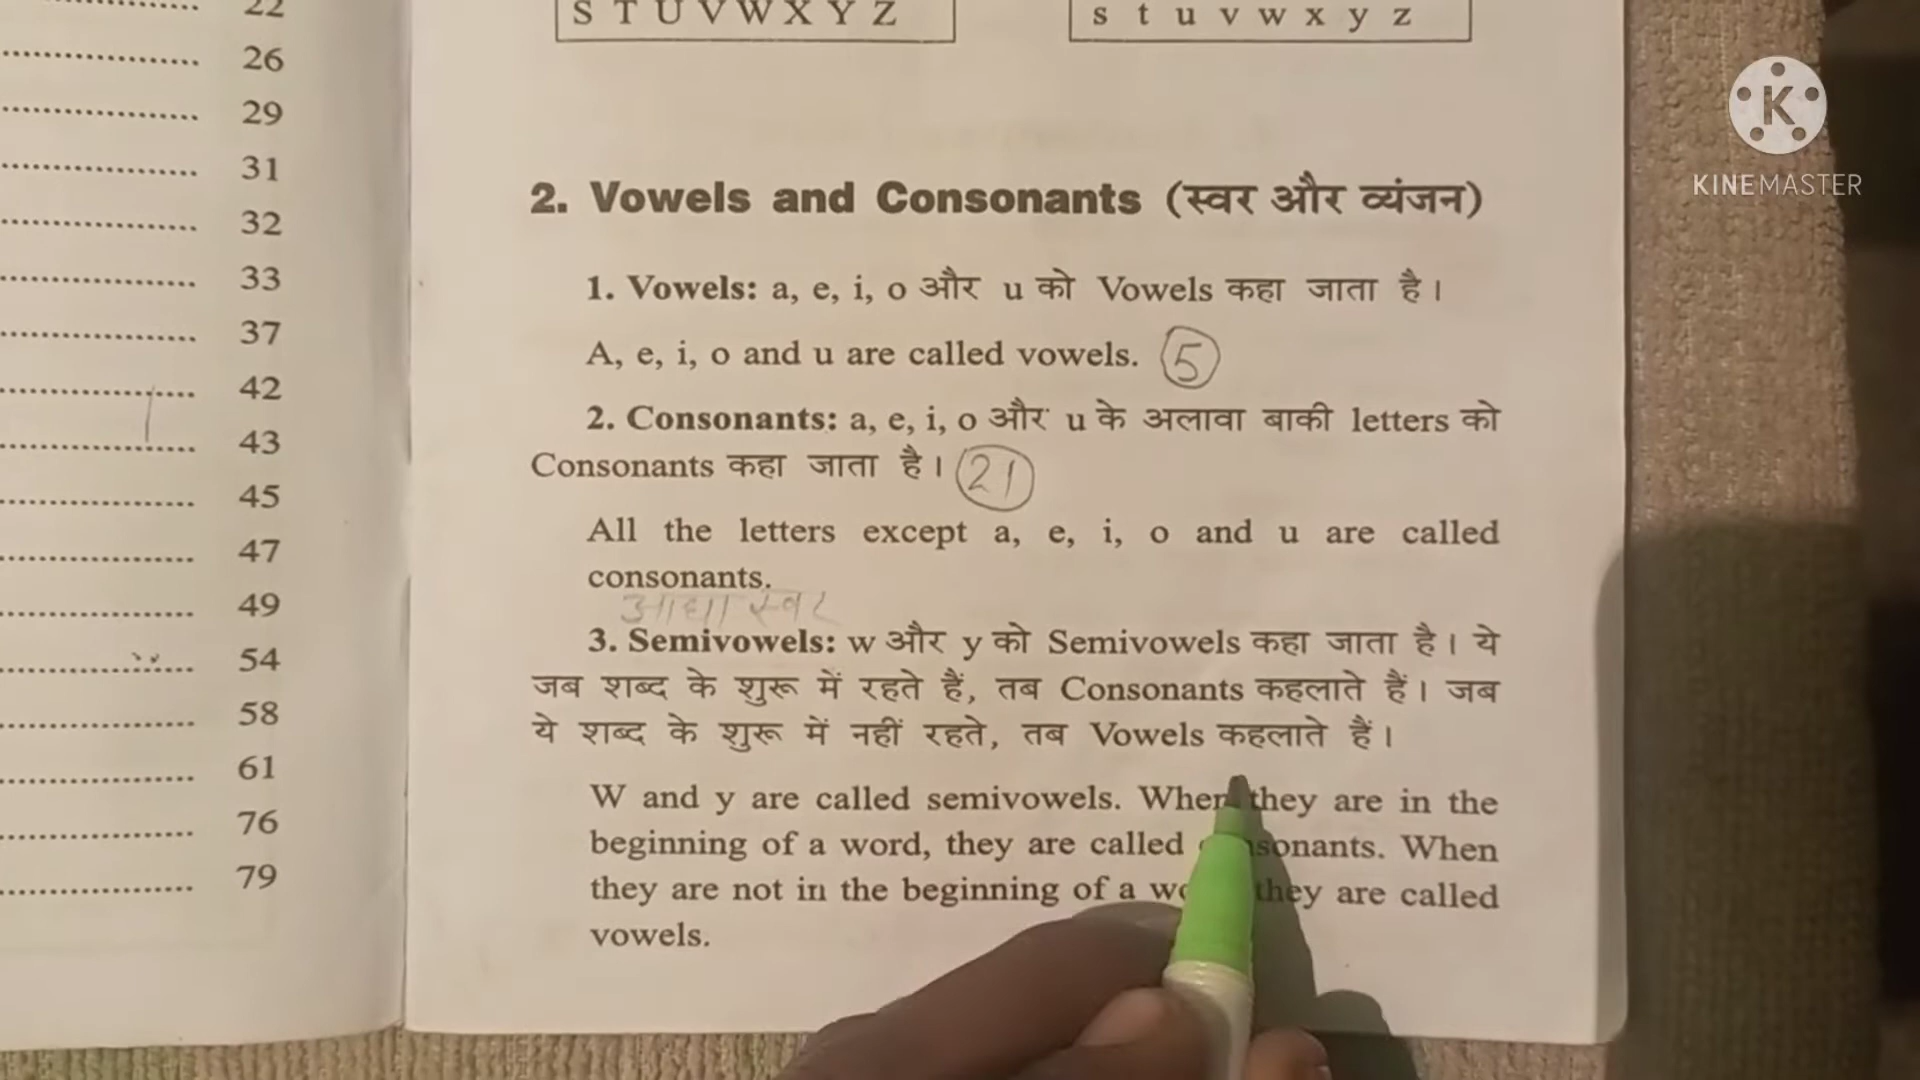 22
26
29
31
32
33
37
42
43
45
47
49
54
58
61
76
79
S T U V W X Y Z
s t u v w x y z
2. Vowels and Consonants (स्वर और व्यंजन)
1. Vowels: a, e, i, o और u को Vowels कहा जाता है।
A, e, i, o and u are called vowels. 5
2. Consonants: a, e, i, o और u के अलावा बाकी letters को
Consonants कहा जाता है। 21
All the letters except a, e, i, o and u are called
consonants.
आधा स्वर
3. Semivowels: w और y को Semivowels कहा जाता है। ये
जब शब्द के शुरू में रहते हैं, तब Consonants कहलाते हैं। जब
ये शब्द के शुरू में नहीं रहते, तब Vowels कहलाते हैं।
W and y are called semivowels. When they are in the
beginning of a word, they are called consonants. When
they are not in the beginning of a they are called
vowels.
K
KINEMASTER